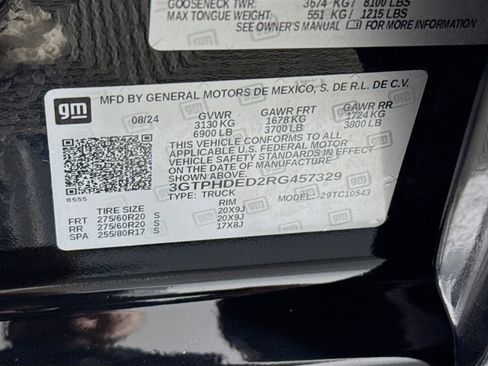 GOOSENECK TWR: 3674 KG/ 8100 LBS
MAX TONGUE WEIGHT: 551 KG/ 1215 LBS
SEE OWNER'S MANUAL FOR MORE INFORMATION
gm
MFD BY GENERAL MOTORS DE MEXICO, S. DE R.L. DE C.V.
08/24 GVWR GAWR FRT GAWR RR
3130 KG 1678 KG 1724 KG
6900 LB 3700 LB 3800 LB
THIS VEHICLE CONFORMS TO ALL APPLICABLE
U.S. FEDERAL MOTOR VEHICLE SAFETY AND
THEFT PREVENTION STANDARDS IN EFFECT ON
THE DATE OF MANUFACTURE SHOWN ABOVE.
3GTPHDED2RG457329
TYPE: TRUCK MODEL: 29TC10543
8555
TIRE SIZE RIM
FRT 275/60R20 S 20X9J
RR 275/60R20 S 20X9J
SPA 255/80R17 S 17X8J